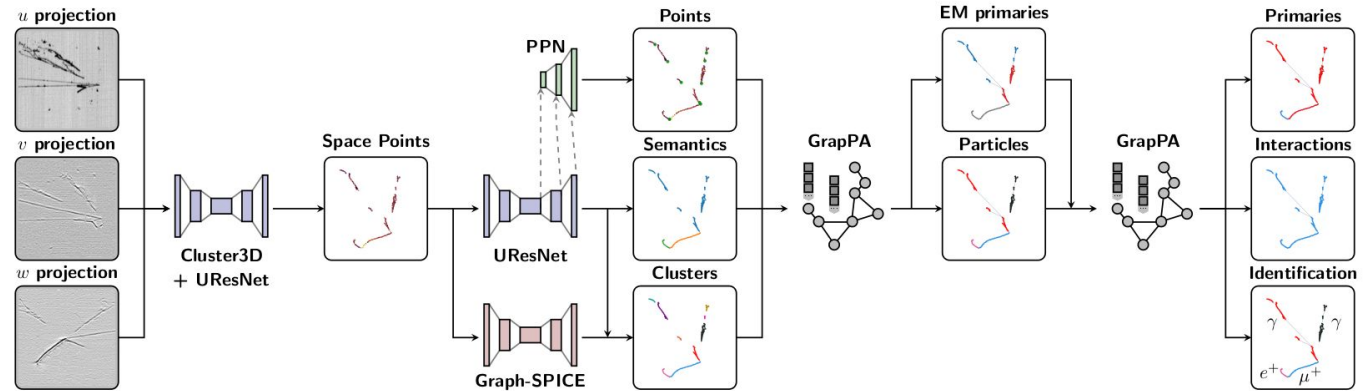 u projection
v projection
w projection
Cluster3D
+ UResNet
Space Points
PPN
UResNet
Graph-SPICE
Points
Semantics
Clusters
GrapPA
EM primaries
Particles
GrapPA
Primaries
Interactions
Identification
γ
γ
e⁺
μ⁺